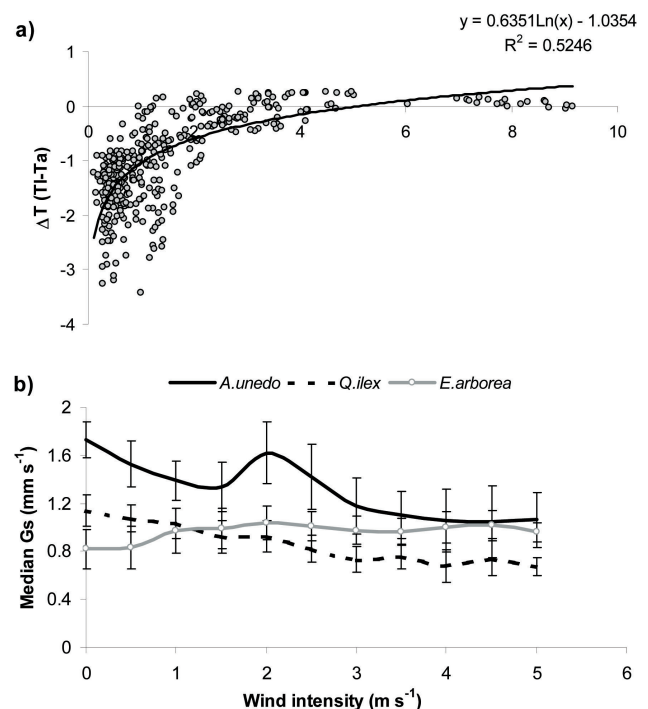 a)
y = 0.6351Ln(x) - 1.0354
R² = 0.5246
1
0
-1
-2
-3
-4
0
2
4
6
8
10
Δ T (Tl-Ta)
b)
A.unedo Q.ilex E.arborea
2
1.6
1.2
0.8
0.4
0
Median Gs (mm s⁻¹)
0 1 2 3 4 5 6
Wind intensity (m s⁻¹)